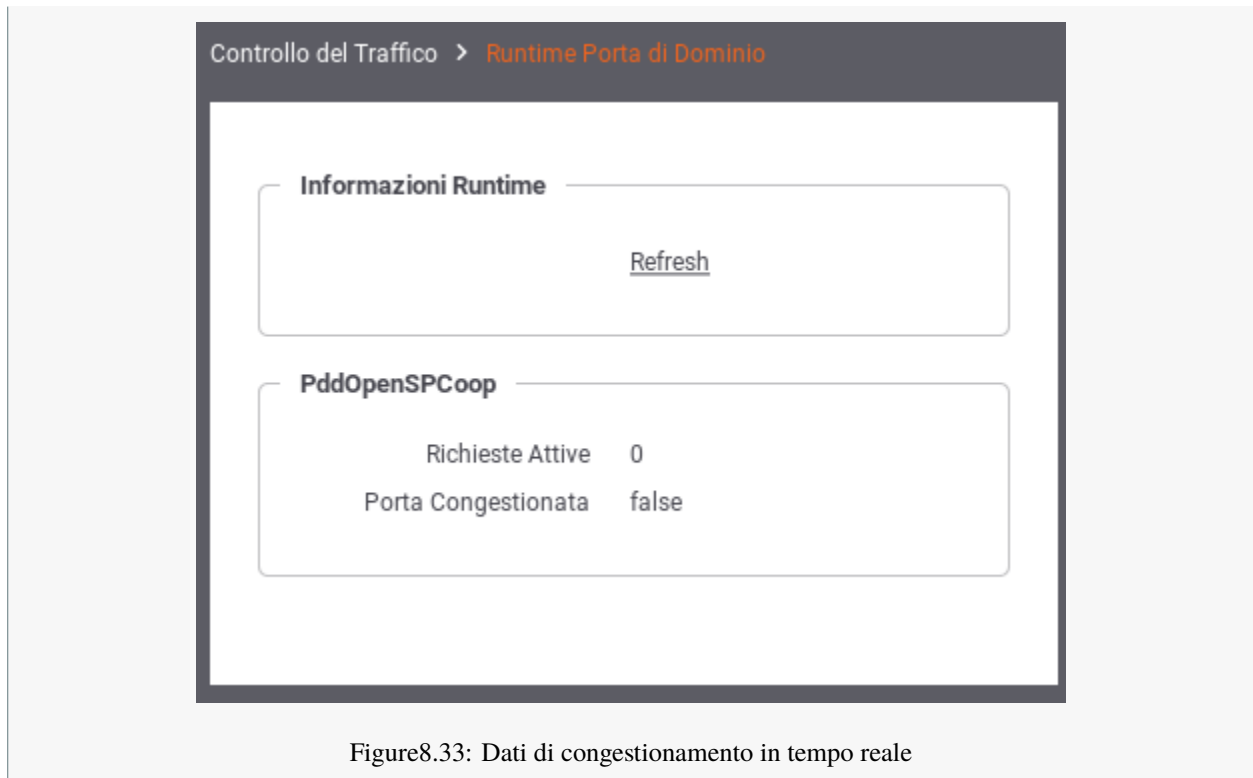 Controllo del Traffico > Runtime Porta di Dominio
Informazioni Runtime
Refresh
PddOpenSPCoop
Richieste Attive 0
Porta Congestionata false
Figure8.33: Dati di congestionamento in tempo reale